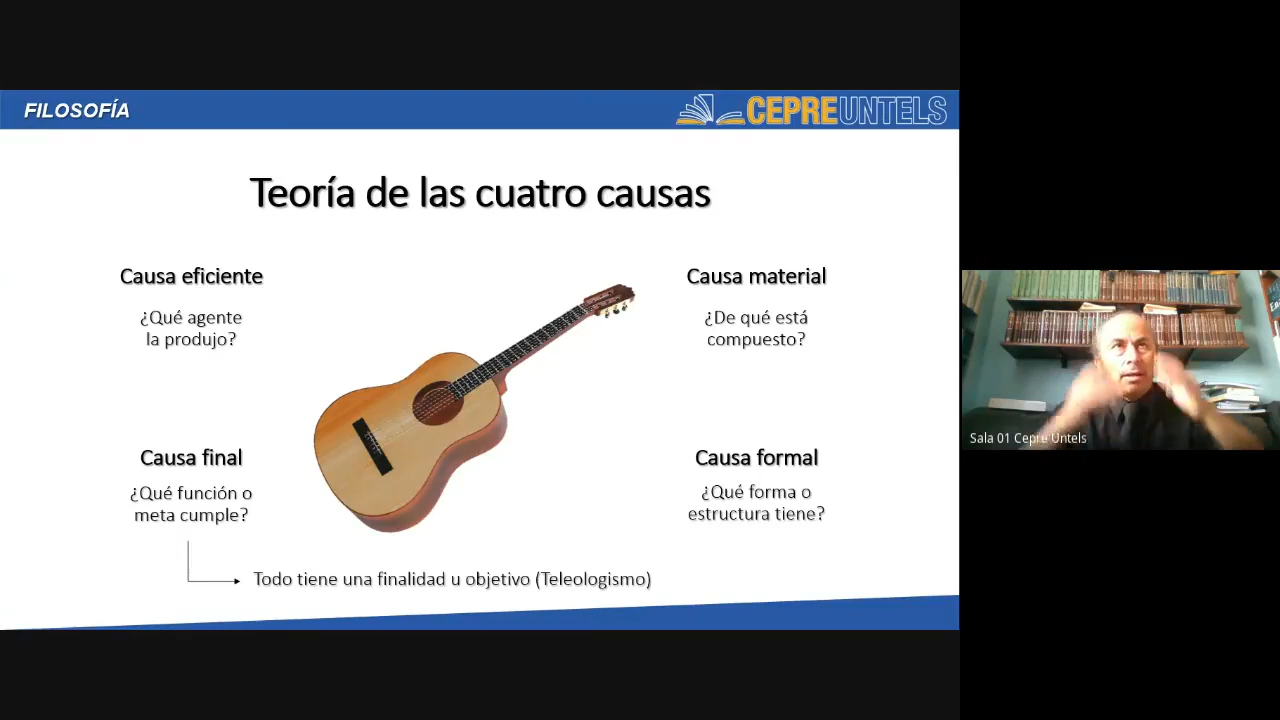 FILOSOFÍA
CEPREUNTELS
Teoría de las cuatro causas
Causa eficiente
¿Qué agente
la produjo?
Causa material
¿De qué está
compuesto?
Causa final
¿Qué función o
meta cumple?
Causa formal
¿Qué forma o
estructura tiene?
Todo tiene una finalidad u objetivo (Teleologismo)
Sala 01 Cepre Untels